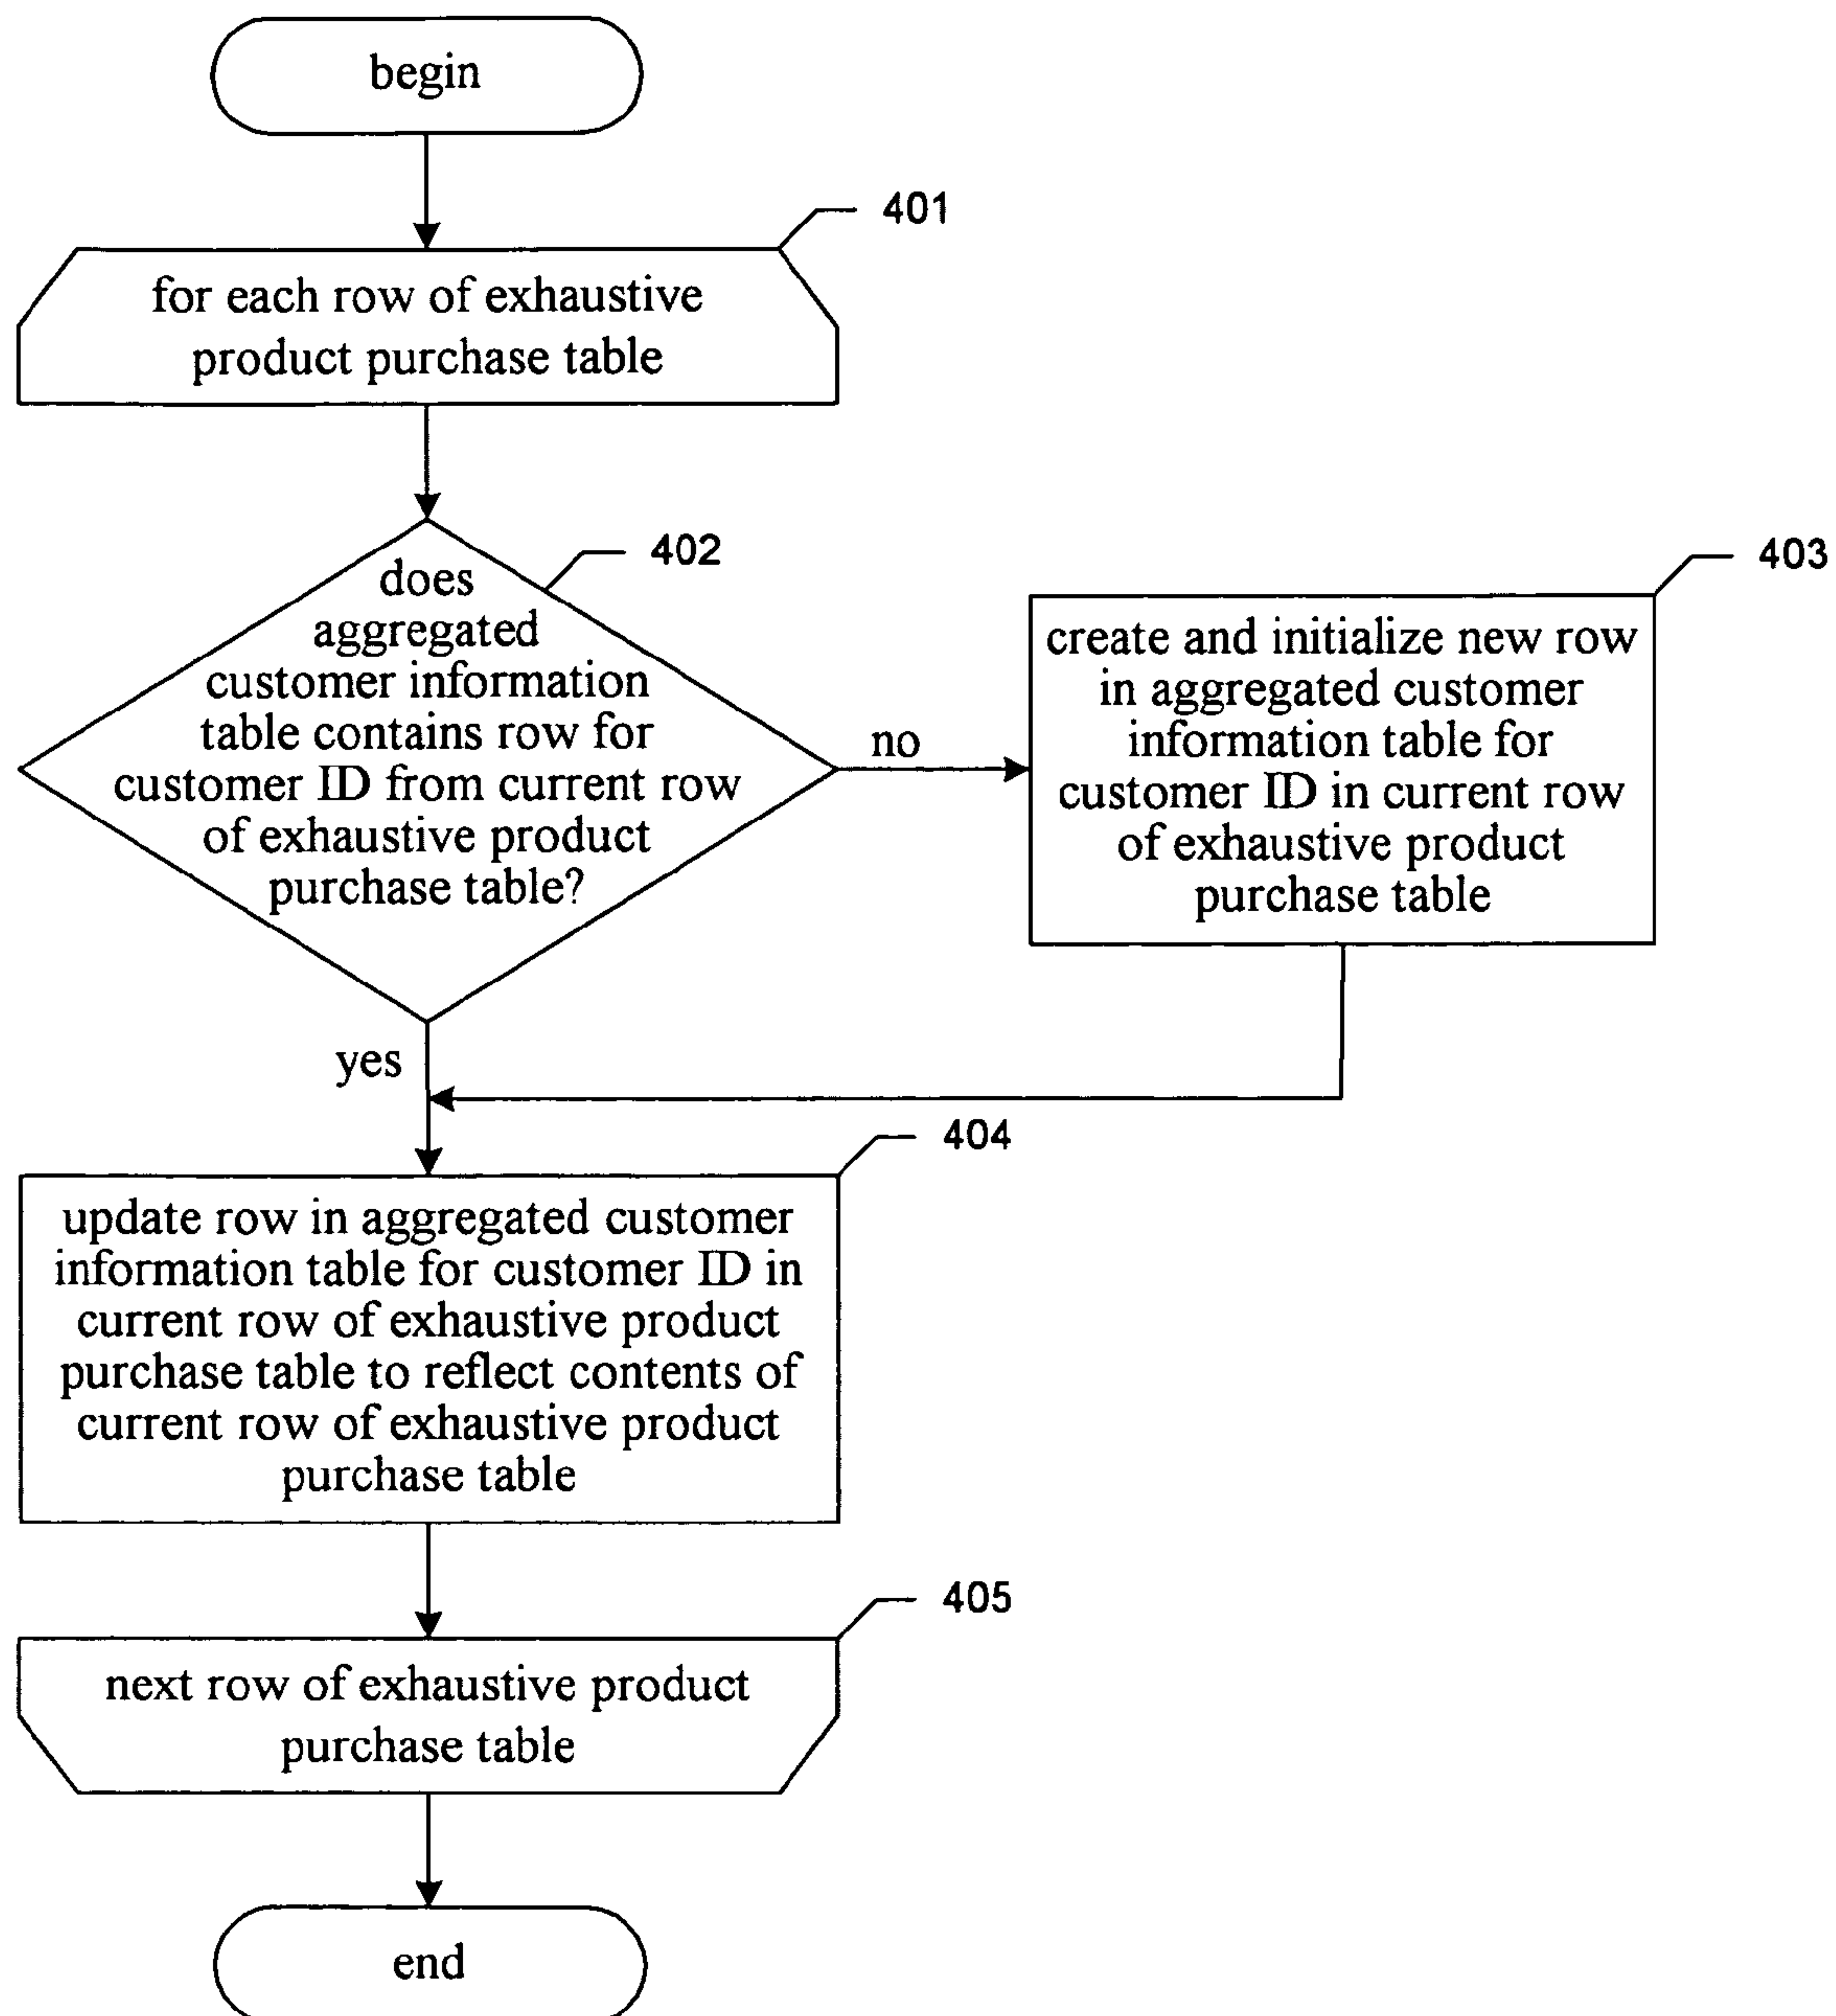 begin
401
for each row of exhaustive
product purchase table
402
does
aggregated
customer information
table contains row for
customer ID from current row
of exhaustive product
purchase table?
no
403
create and initialize new row
in aggregated customer
information table for
customer ID in current row
of exhaustive product
purchase table
yes
404
update row in aggregated customer
information table for customer ID in
current row of exhaustive product
purchase table to reflect contents of
current row of exhaustive product
purchase table
405
next row of exhaustive product
purchase table
end